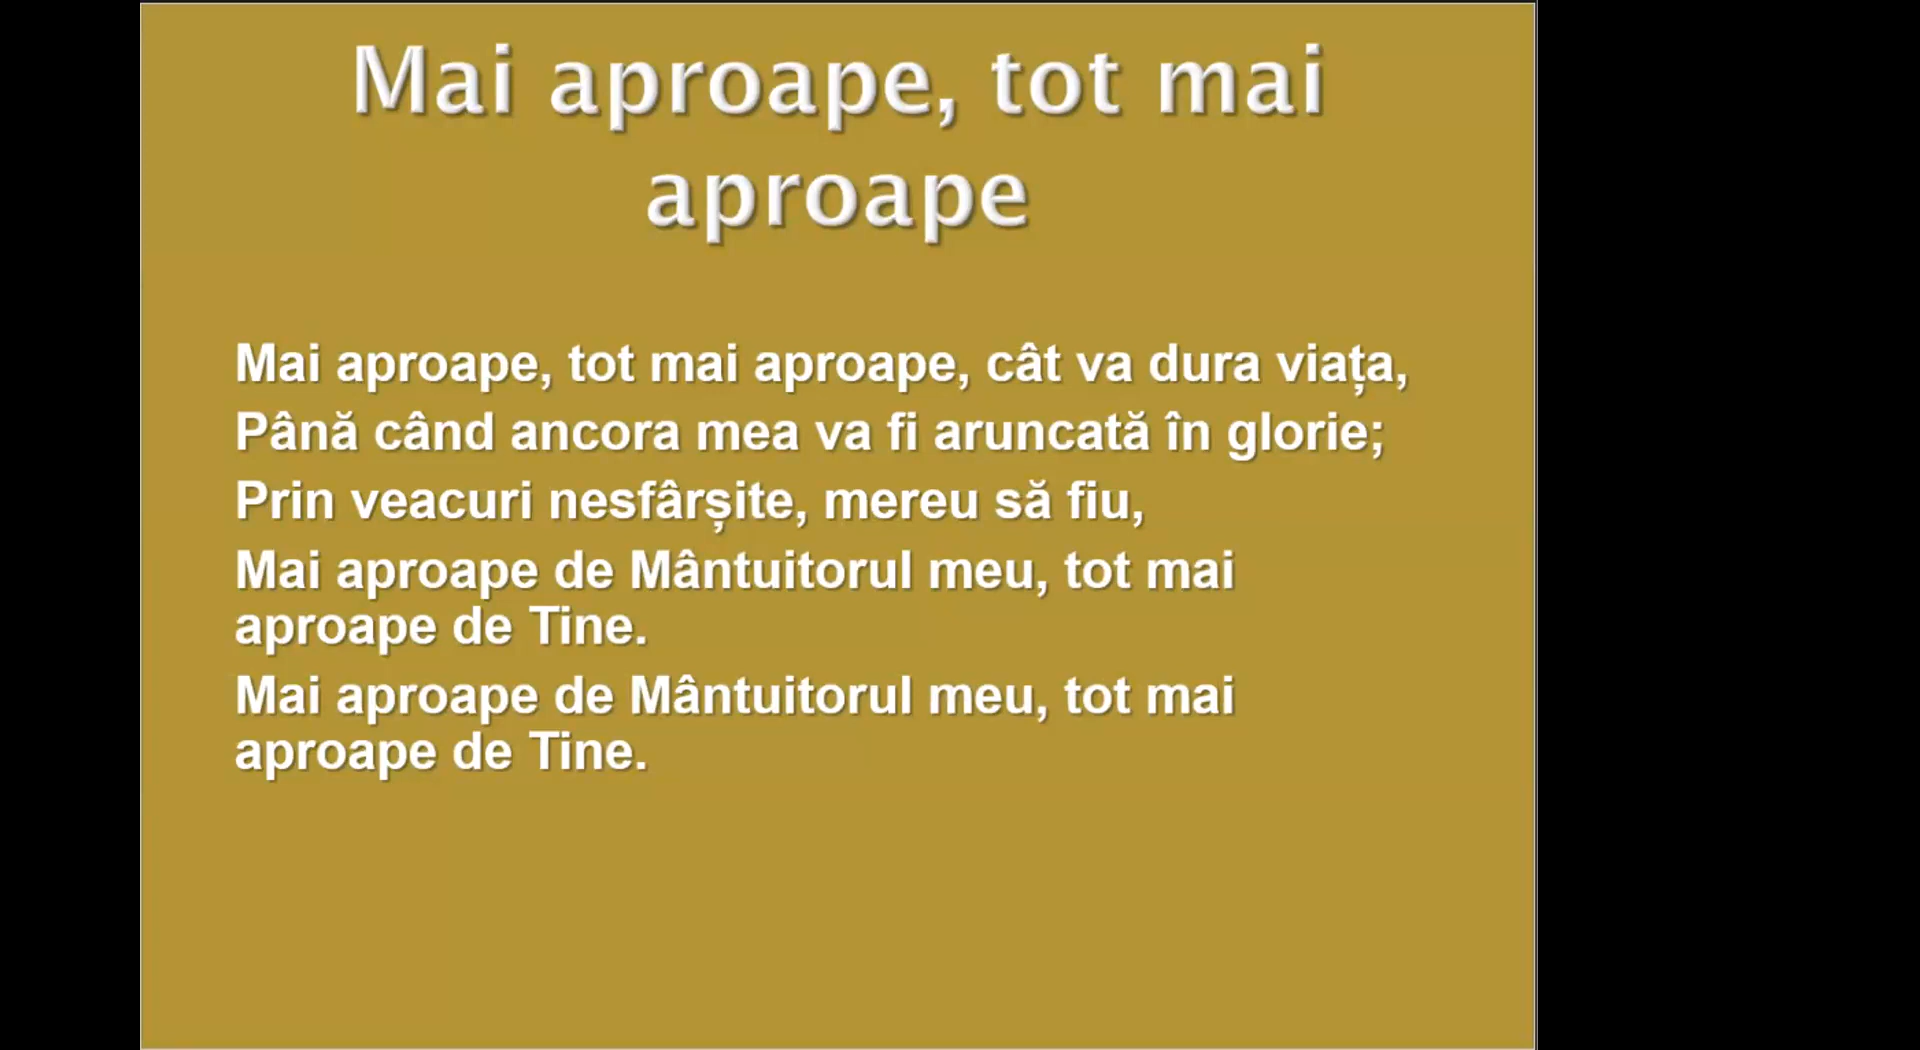 Mai aproape, tot mai
aproape
Mai aproape, tot mai aproape, cât va dura viața,
Până când ancora mea va fi aruncată în glorie;
Prin veacuri nesfârșite, mereu să fiu,
Mai aproape de Mântuitorul meu, tot mai
aproape de Tine.
Mai aproape de Mântuitorul meu, tot mai
aproape de Tine.